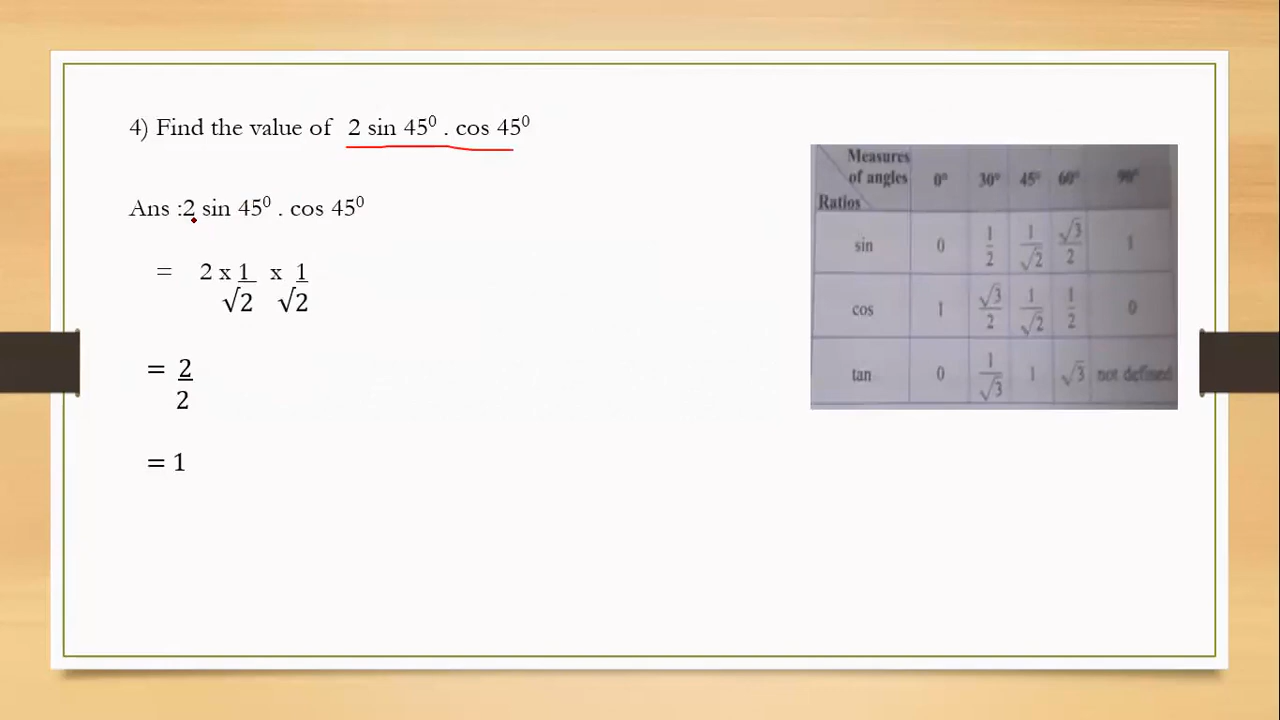 4) Find the value of 2 sin 45⁰ . cos 45⁰
Ans :2 sin 45⁰ . cos 45⁰
= 2 x 1 x 1
√2 √2
= 2
2
= 1
Measures of angles 0° 30° 45° 60° 90°
Ratios
sin 0 1/2 1/√2 √3/2 1
cos 1 √3/2 1/√2 1/2 0
tan 0 1/√3 1 √3 not defined